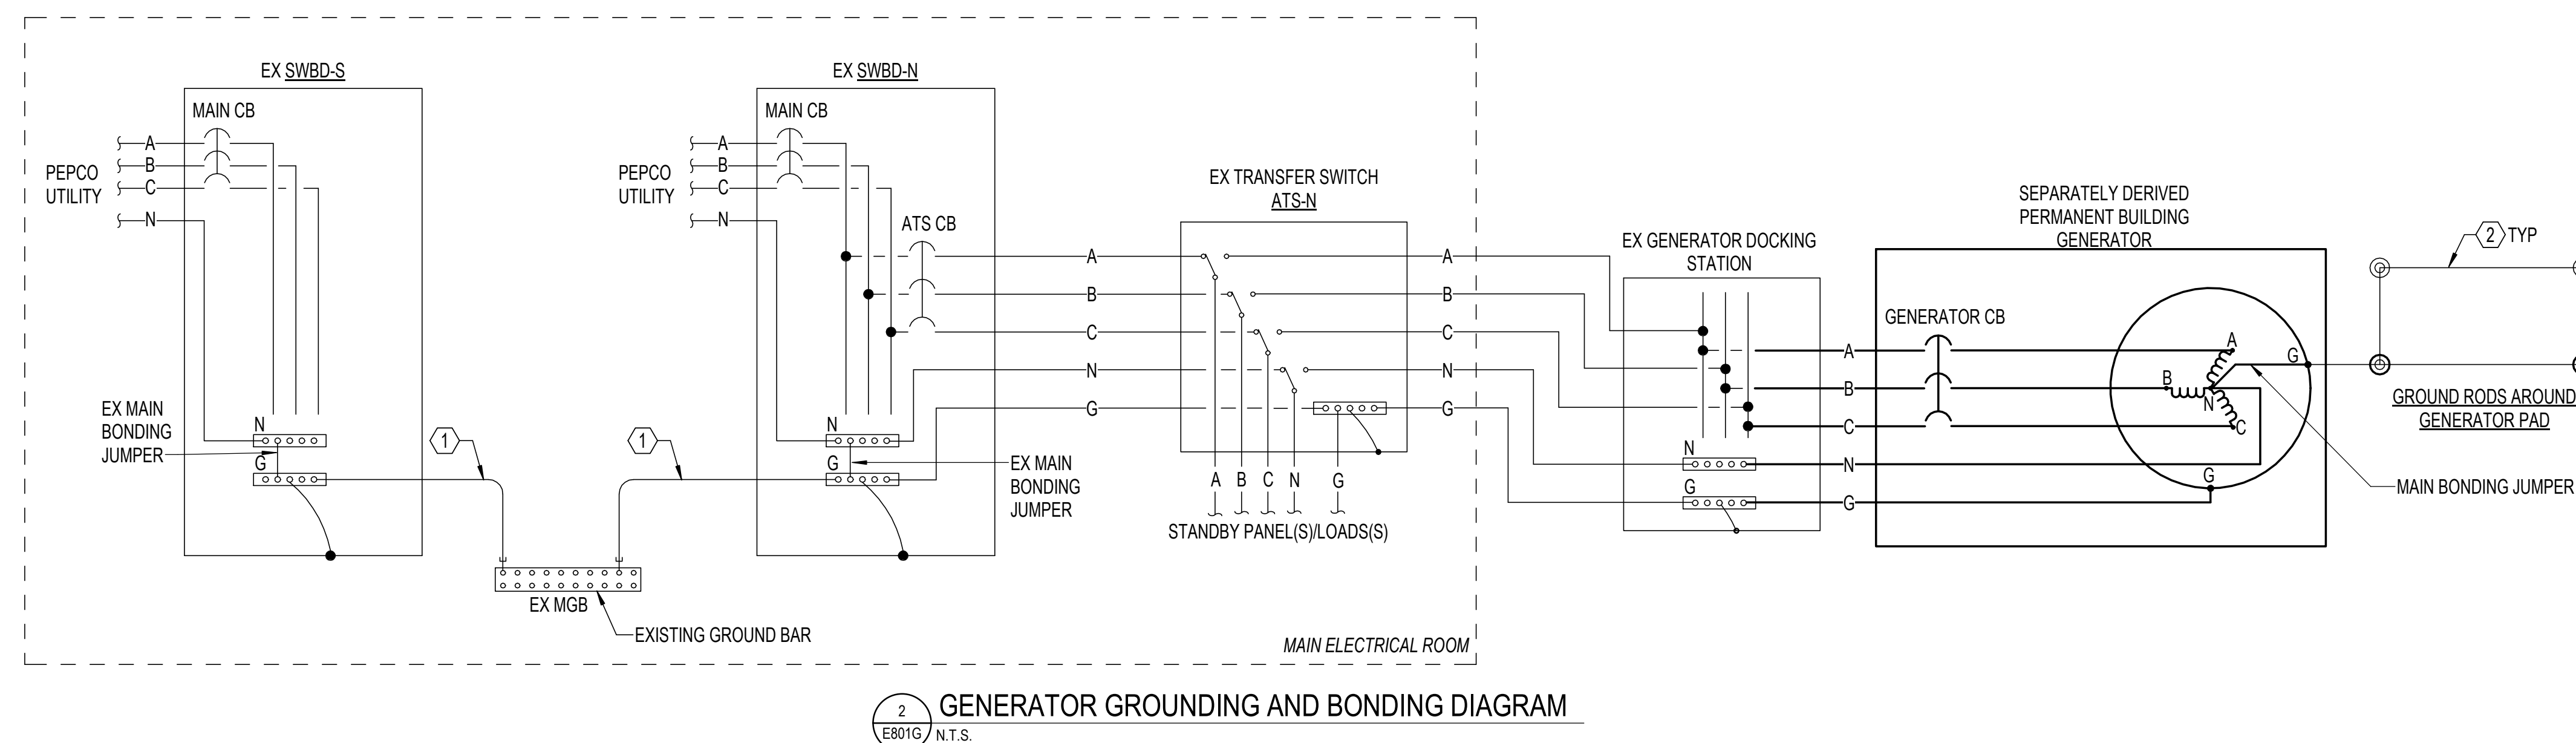 EX SWBD-S
MAIN CB
A
B
C
N
PEPCO
UTILITY
EX MAIN
BONDING
JUMPER
N
G
1
EX SWBD-N
MAIN CB
A
B
C
N
PEPCO
UTILITY
ATS CB
N
G
1
EX MAIN
BONDING
JUMPER
EX MGB
EXISTING GROUND BAR
A
B
C
N
G
EX TRANSFER SWITCH
ATS-N
A
B
C
N
G
STANDBY PANEL(S)/LOADS(S)
A
B
C
N
G
MAIN ELECTRICAL ROOM
EX GENERATOR DOCKING
STATION
N
G
A
B
C
N
G
SEPARATELY DERIVED
PERMANENT BUILDING
GENERATOR
GENERATOR CB
A
B
N
C
G
G
2 TYP
GROUND RODS AROUND
GENERATOR PAD
MAIN BONDING JUMPER
2
E801G
GENERATOR GROUNDING AND BONDING DIAGRAM
N.T.S.